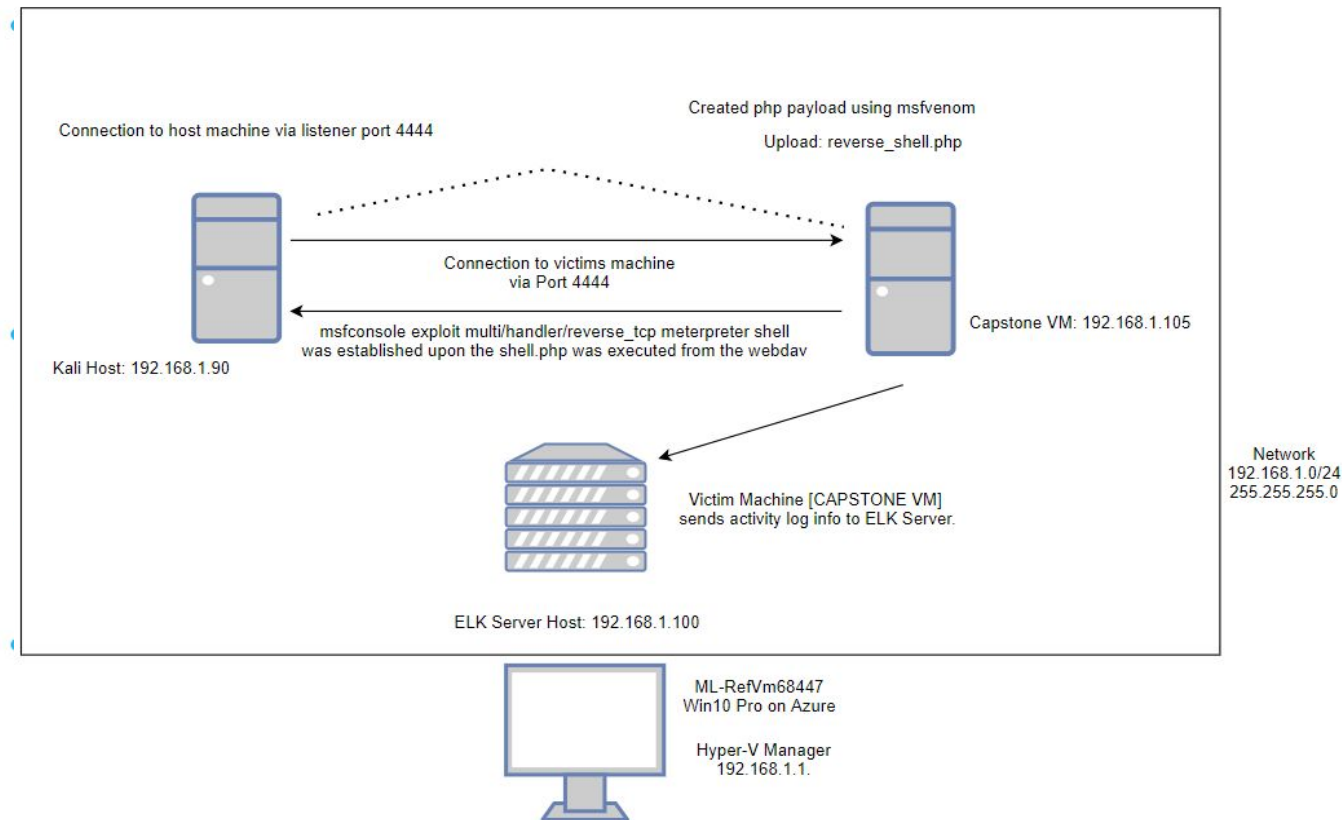 Created php payload using msfvenom
Upload: reverse_shell.php
Connection to host machine via listener port 4444
Connection to victims machine
via Port 4444
msfconsole exploit multi/handler/reverse_tcp meterpreter shell
was established upon the shell.php was executed from the webdav
Capstone VM: 192.168.1.105
Kali Host: 192.168.1.90
Network
192.168.1.0/24
255.255.255.0
Victim Machine [CAPSTONE VM]
sends activity log info to ELK Server.
ELK Server Host: 192.168.1.100
ML-RefVm68447
Win10 Pro on Azure
Hyper-V Manager
192.168.1.1.